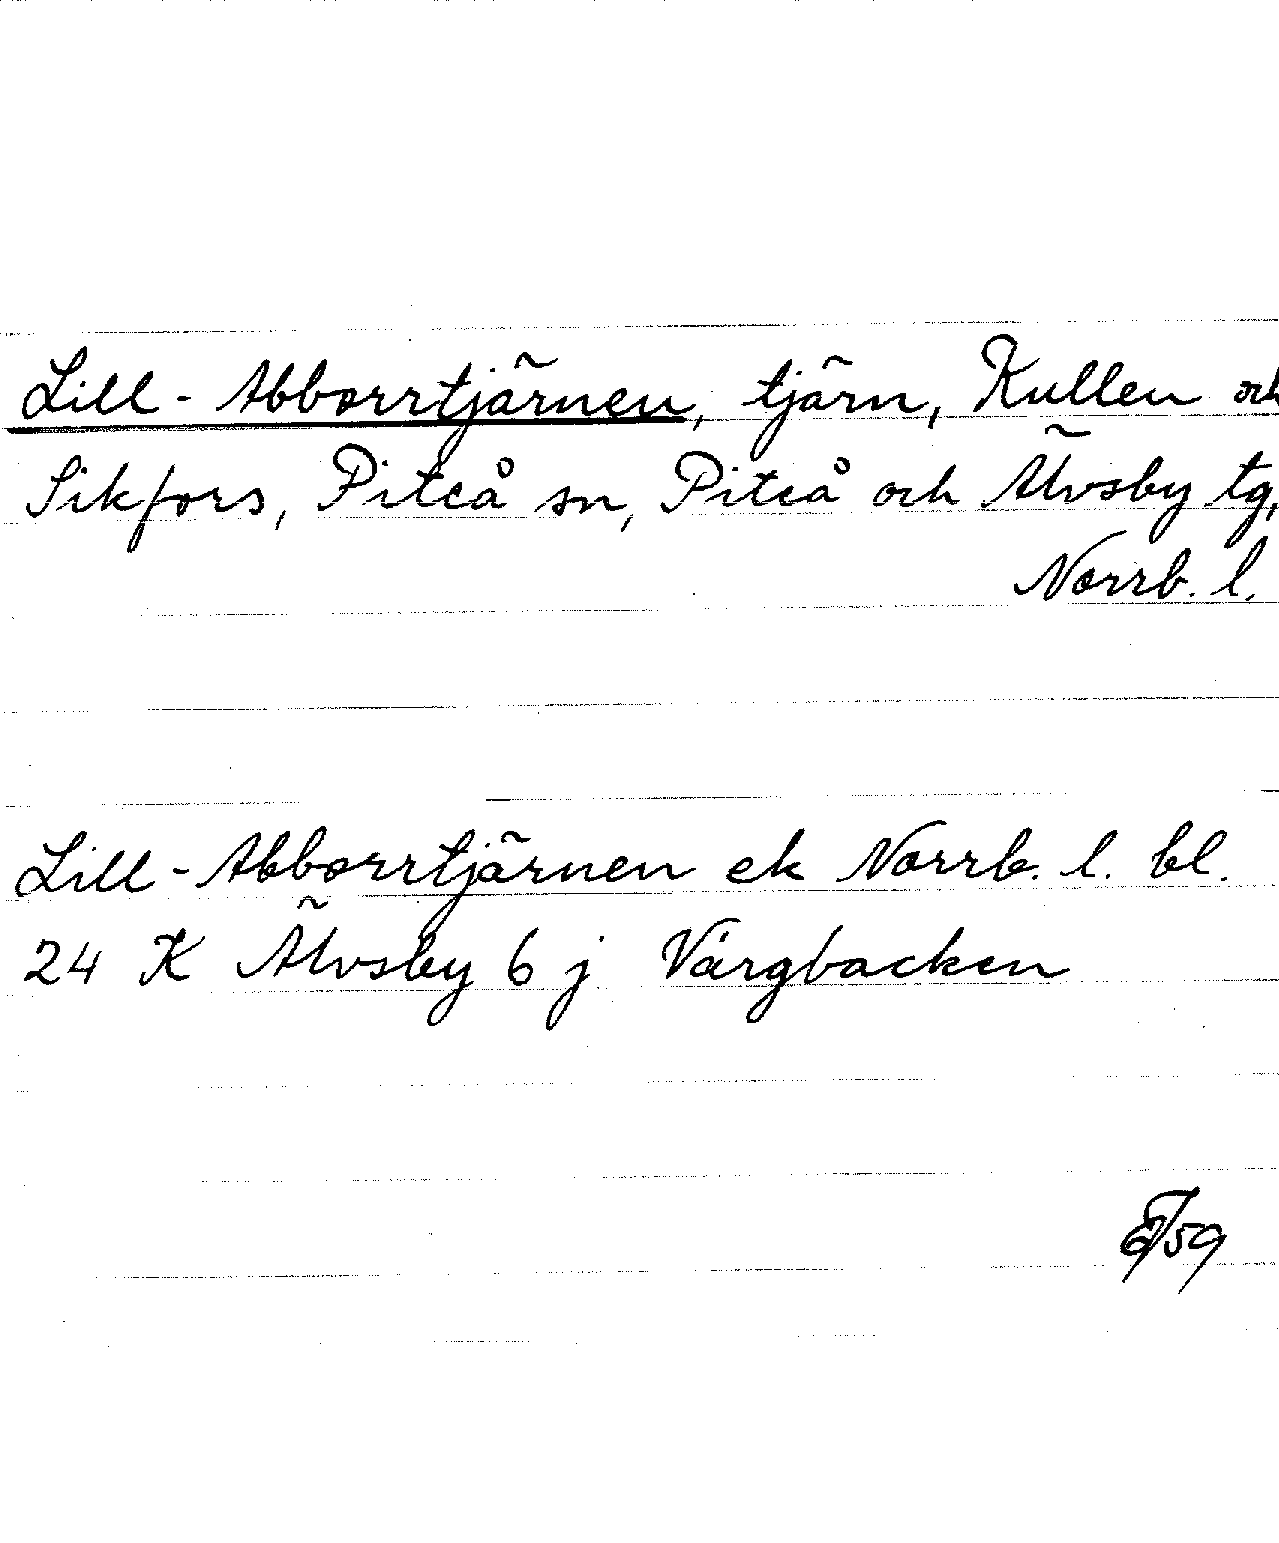 Lill-Abborrtjärnen, tjärn, Kullen och
Sikfors, Piteå sn, Piteå och Älvsby tg,
Norrb. l.
Lill-Abborrtjärnen ek Norrb. l. bl.
24 K Älvsby 6 j Vargbacken
/59